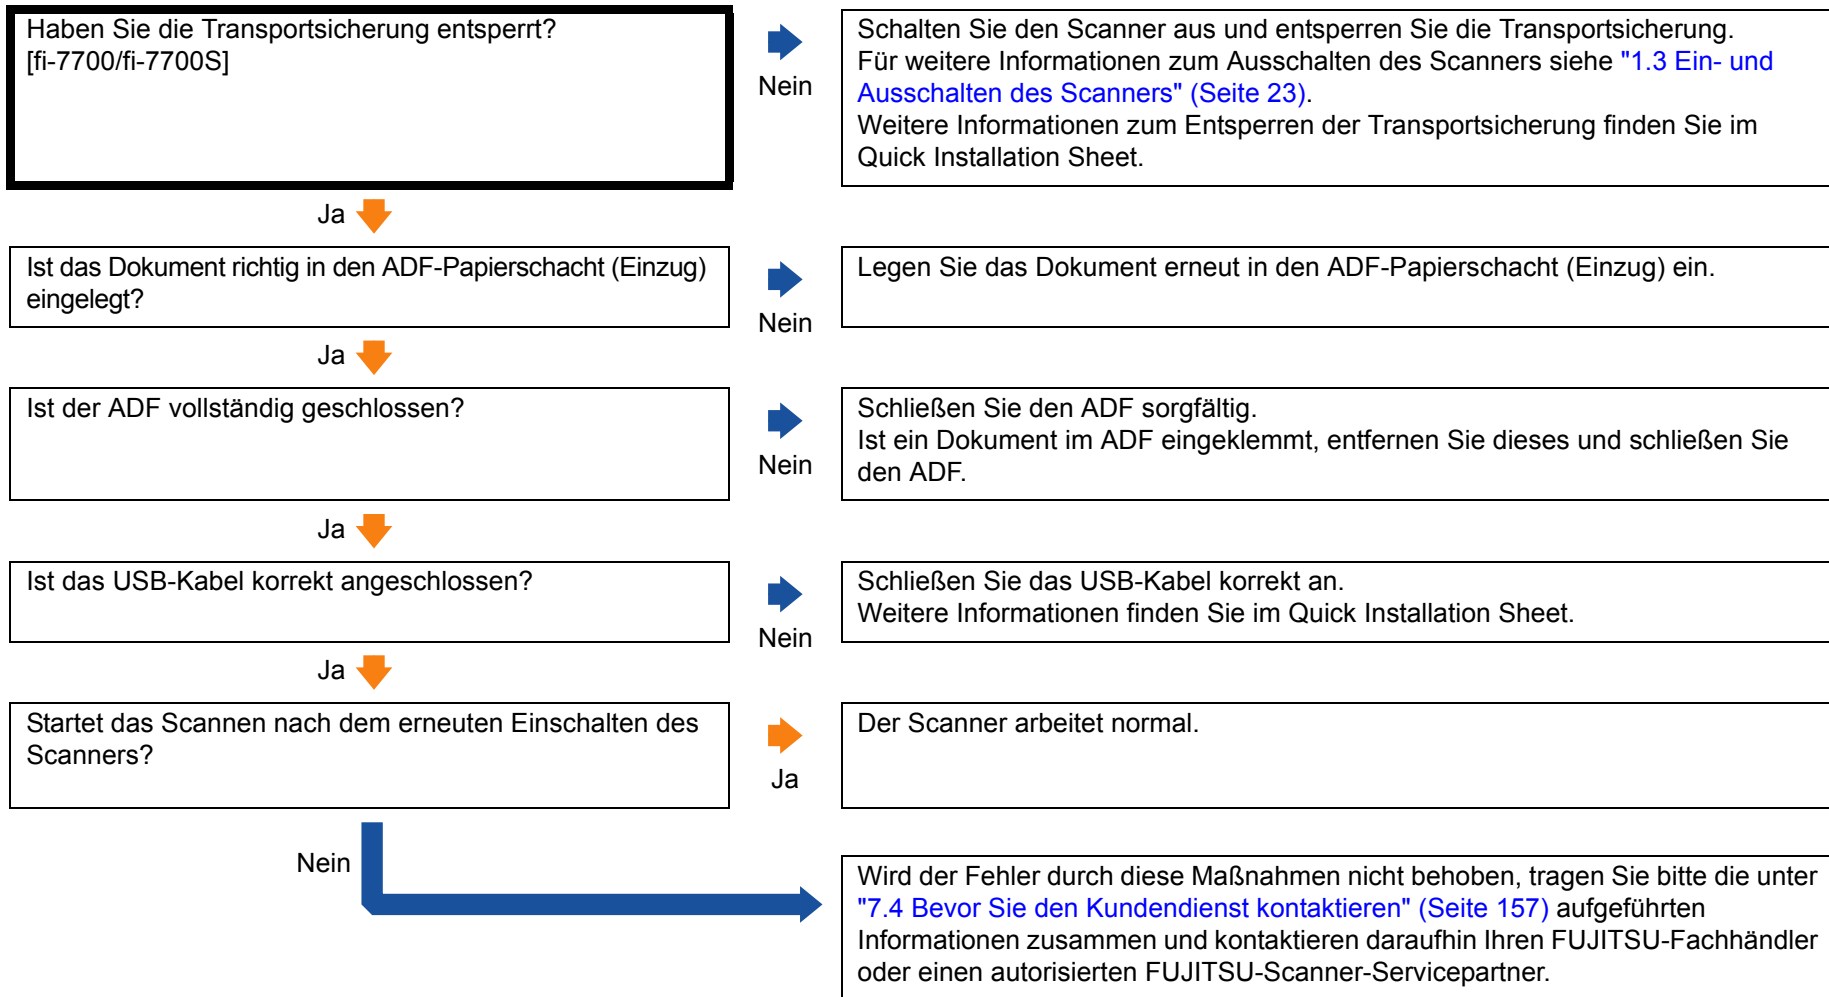 Haben Sie die Transportsicherung entsperrt?
[fi-7700/fi-7700S]
Nein
Schalten Sie den Scanner aus und entsperren Sie die Transportsicherung.
Für weitere Informationen zum Ausschalten des Scanners siehe "1.3 Ein- und
Ausschalten des Scanners" (Seite 23).
Weitere Informationen zum Entsperren der Transportsicherung finden Sie im
Quick Installation Sheet.
Ja
Ist das Dokument richtig in den ADF-Papierschacht (Einzug)
eingelegt?
Nein
Legen Sie das Dokument erneut in den ADF-Papierschacht (Einzug) ein.
Ja
Ist der ADF vollständig geschlossen?
Nein
Schließen Sie den ADF sorgfältig.
Ist ein Dokument im ADF eingeklemmt, entfernen Sie dieses und schließen Sie
den ADF.
Ja
Ist das USB-Kabel korrekt angeschlossen?
Nein
Schließen Sie das USB-Kabel korrekt an.
Weitere Informationen finden Sie im Quick Installation Sheet.
Ja
Startet das Scannen nach dem erneuten Einschalten des
Scanners?
Ja
Der Scanner arbeitet normal.
Nein
Wird der Fehler durch diese Maßnahmen nicht behoben, tragen Sie bitte die unter
"7.4 Bevor Sie den Kundendienst kontaktieren" (Seite 157) aufgeführten
Informationen zusammen und kontaktieren daraufhin Ihren FUJITSU-Fachhändler
oder einen autorisierten FUJITSU-Scanner-Servicepartner.